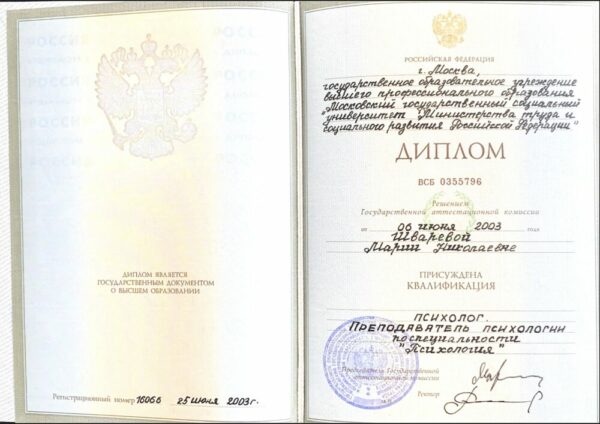 ДИПЛОМ ЯВЛЯЕТСЯ
ГОСУДАРСТВЕННЫМ ДОКУМЕНТОМ
О ВЫСШЕМ ОБРАЗОВАНИИ
Регистрационный номер 16066 25 июля 2003г.
РОССИЙСКАЯ ФЕДЕРАЦИЯ
г. Москва,
государственное образовательное учреждение
высшего профессионального образования
"Московский государственный социальный
университет" Министерства труда и
социального развития Российской Федерации"
ДИПЛОМ
ВСБ 0355796
Решением
Государственной аттестационной комиссии
от 06 июня 2003 года
Шваревой
Марии Николаевне
ПРИСУЖДЕНА
КВАЛИФИКАЦИЯ
ПСИХОЛОГ.
ПРЕПОДАВАТЕЛЬ ПСИХОЛОГИИ
по специальности
"Психология"
Председатель Государственной
аттестационной комиссии
Ректор